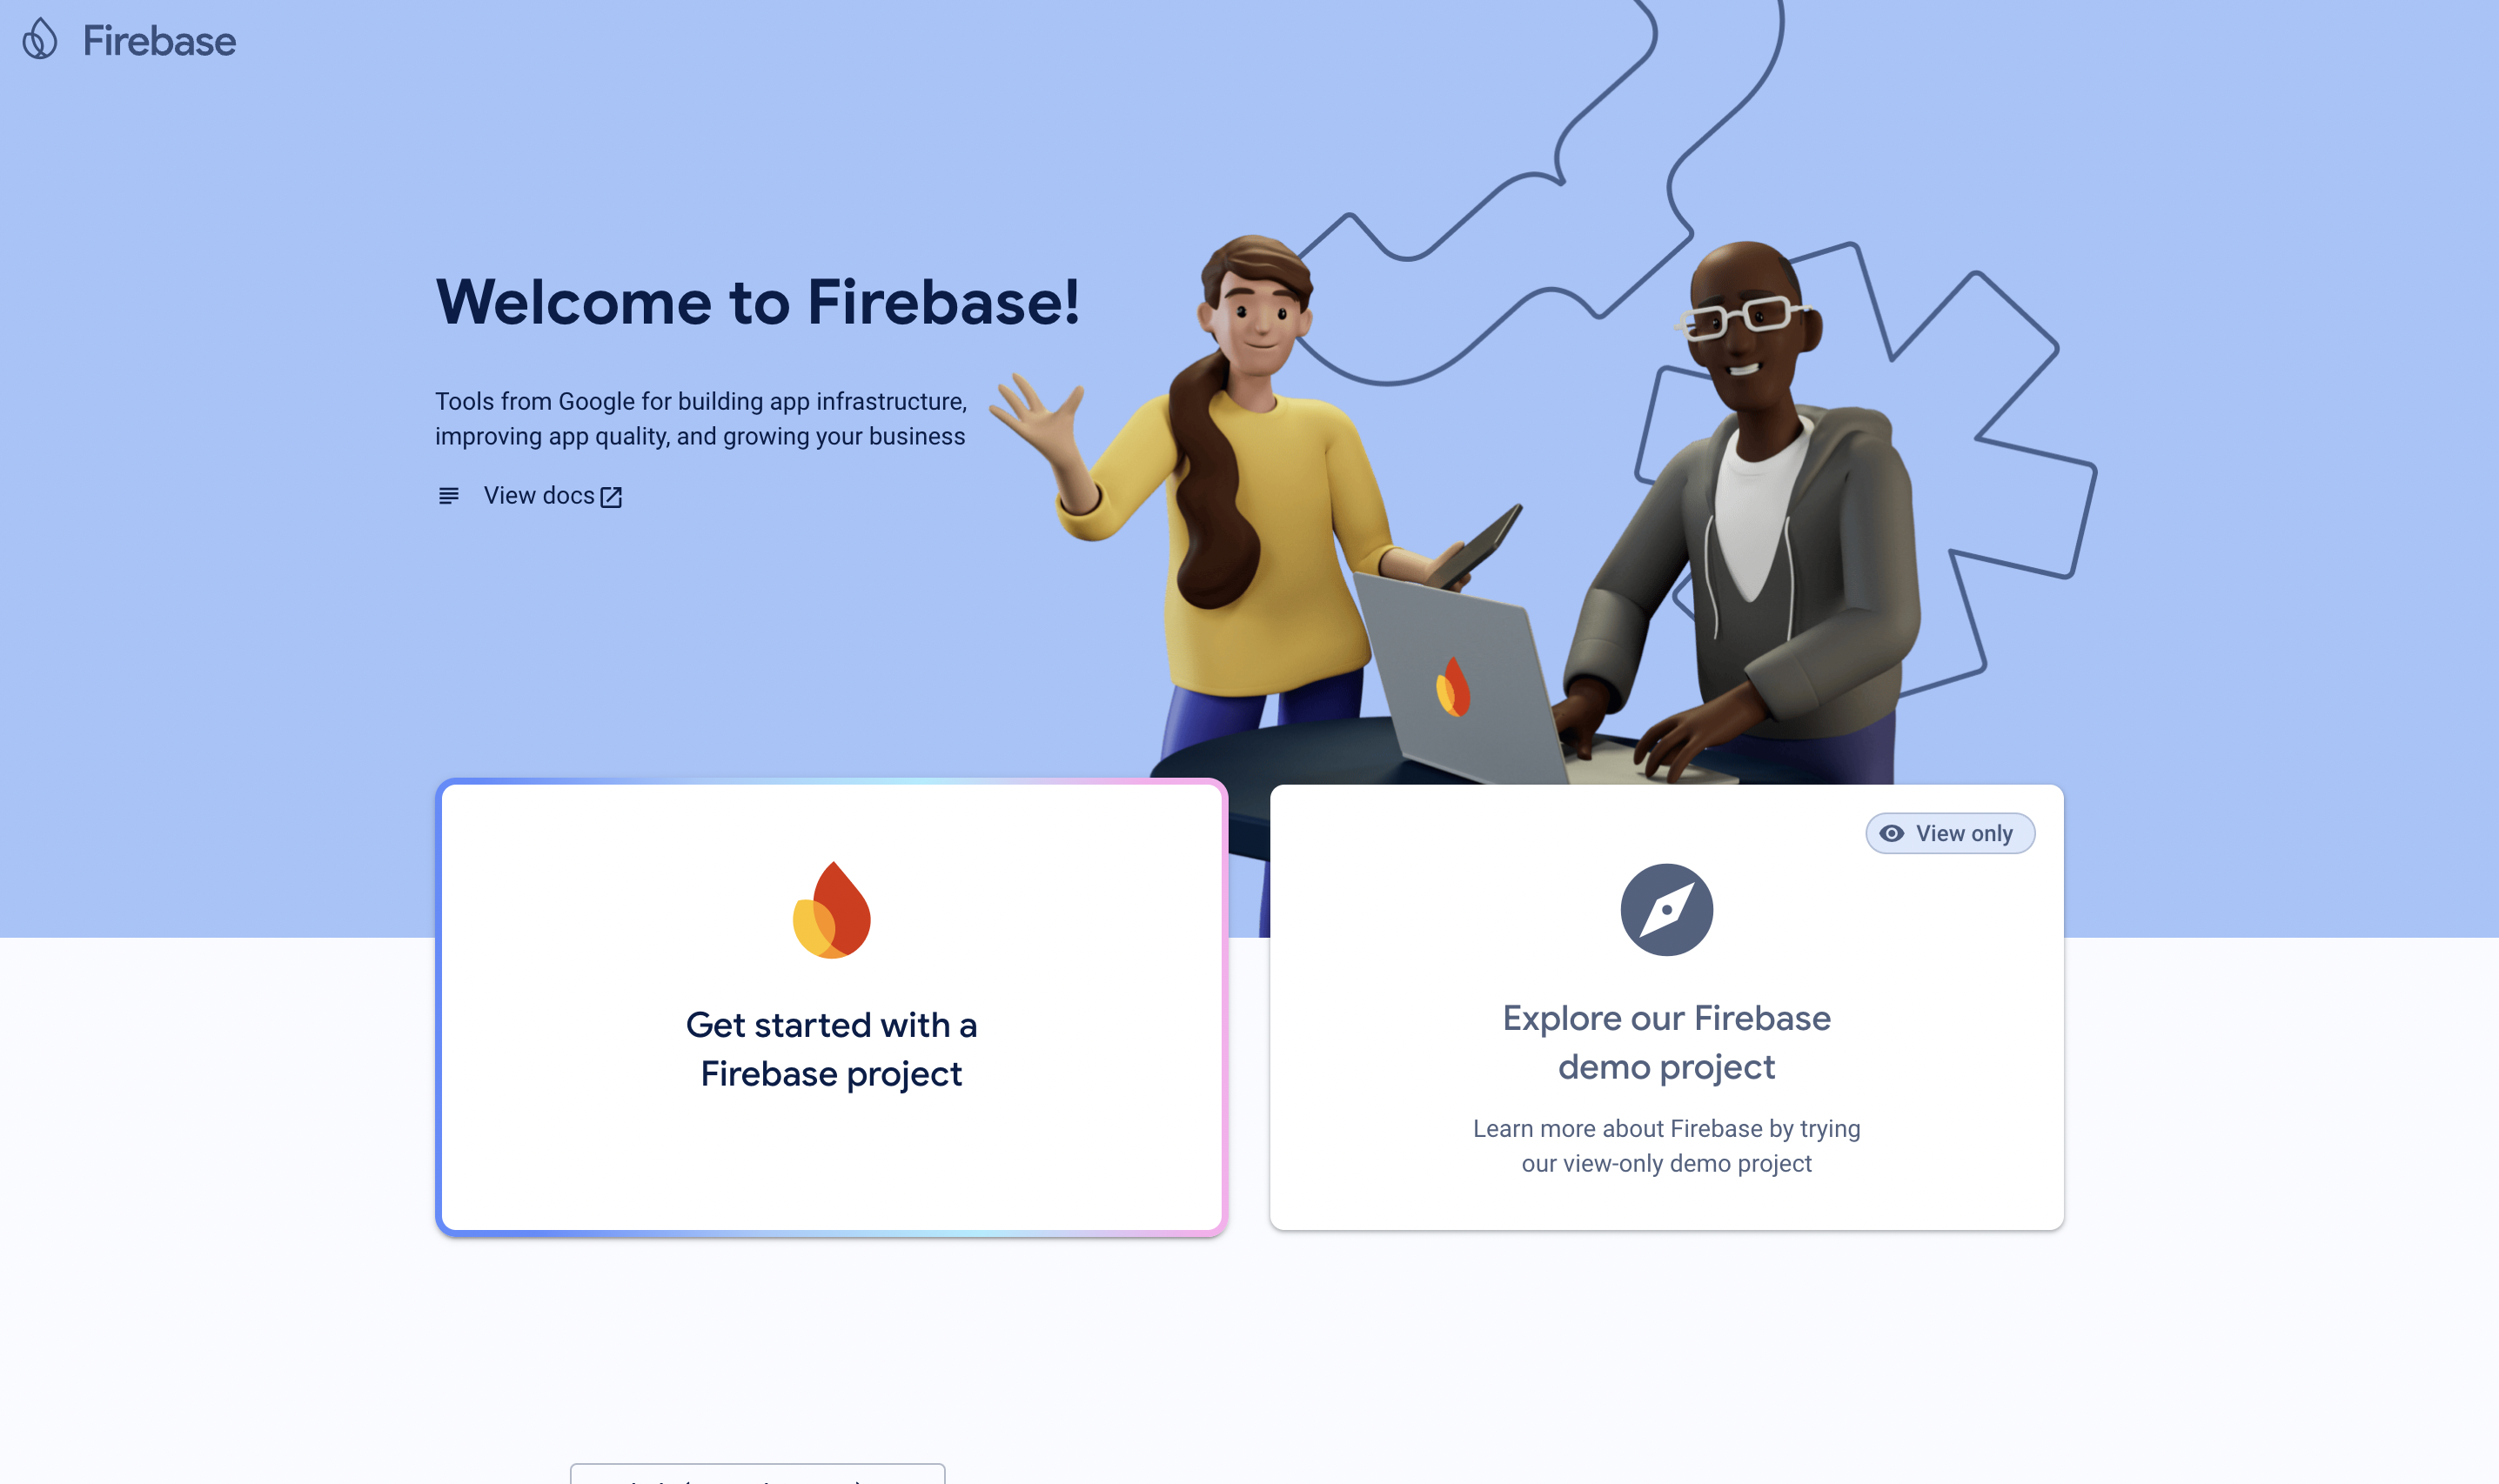 Firebase
Welcome to Firebase!
Tools from Google for building app infrastructure,
improving app quality, and growing your business
View docs
View only
Get started with a
Firebase project
Explore our Firebase
demo project
Learn more about Firebase by trying
our view-only demo project